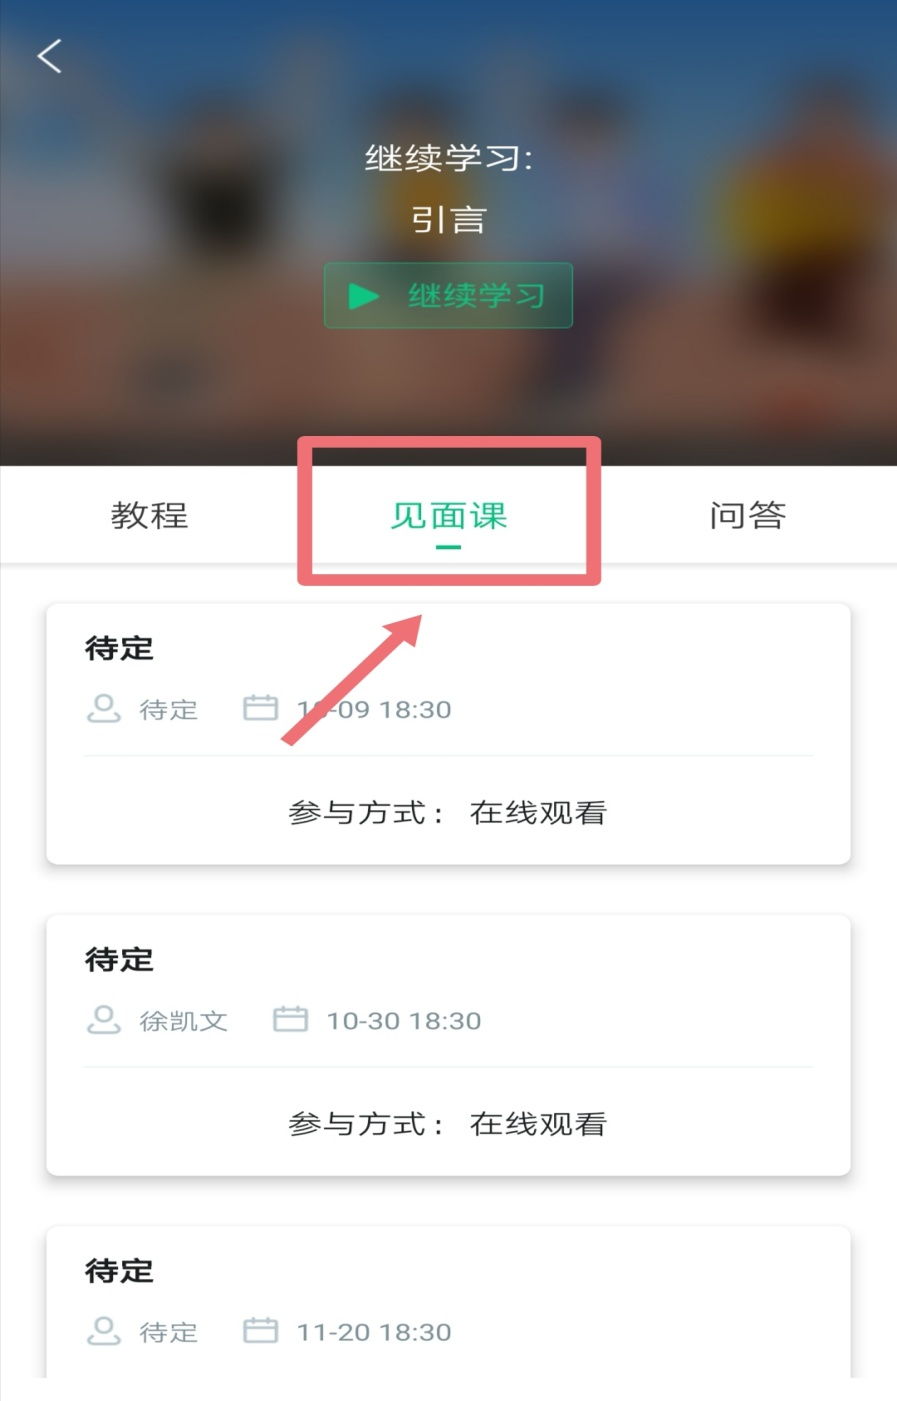 继续学习:
引言
继续学习
教程 见面课 问答
待定
待定 10-09 18:30
参与方式： 在线观看
待定
徐凯文 10-30 18:30
参与方式： 在线观看
待定
待定 11-20 18:30